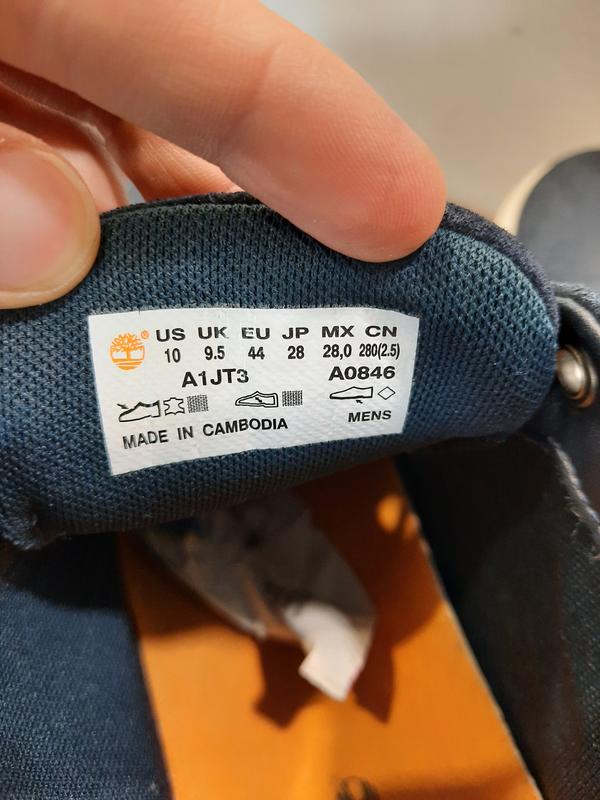 ® US UK EU JP MX CN
10 9.5 44 28 28,0 280(2.5)
A1JT3 A0846
MENS
MADE IN CAMBODIA